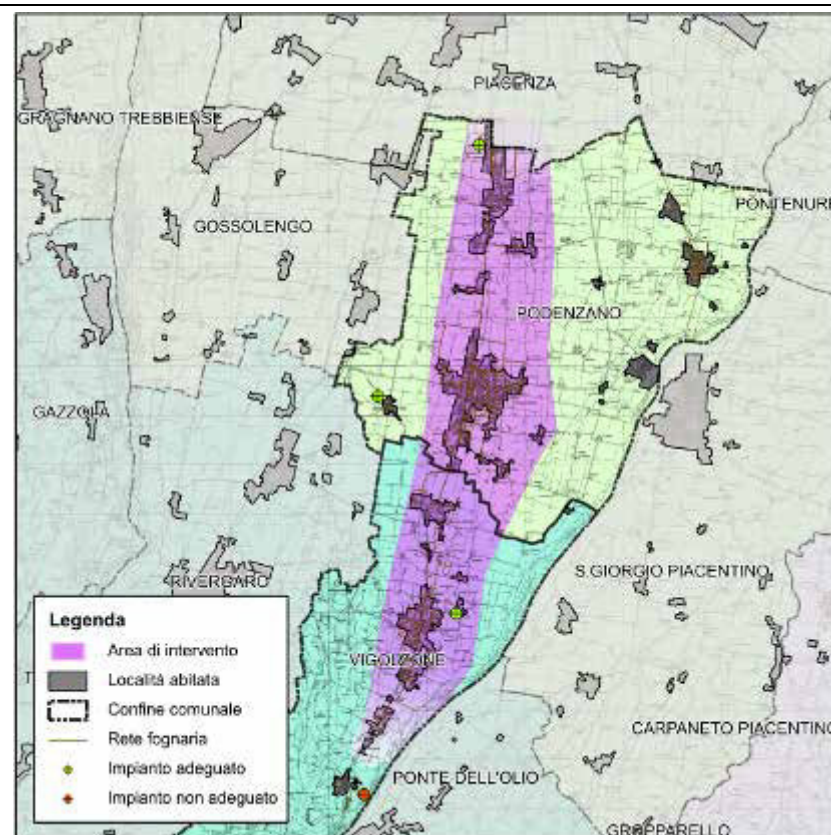 PIACENZA
GRAGNANO TREBBIENSE
PONTENUR
GOSSOLENGO
PODENZANO
GAZZOLA
S.GIORGIO PIACENTINO
RIVERGARO
Legenda
Area di intervento
Località abitata
Confine comunale
Rete fognaria
Impianto adeguato
Impianto non adeguato
VIGOLZONE
CARPANETO PIACENTINO
PONTE DELL'OLIO
GROPPARELLO